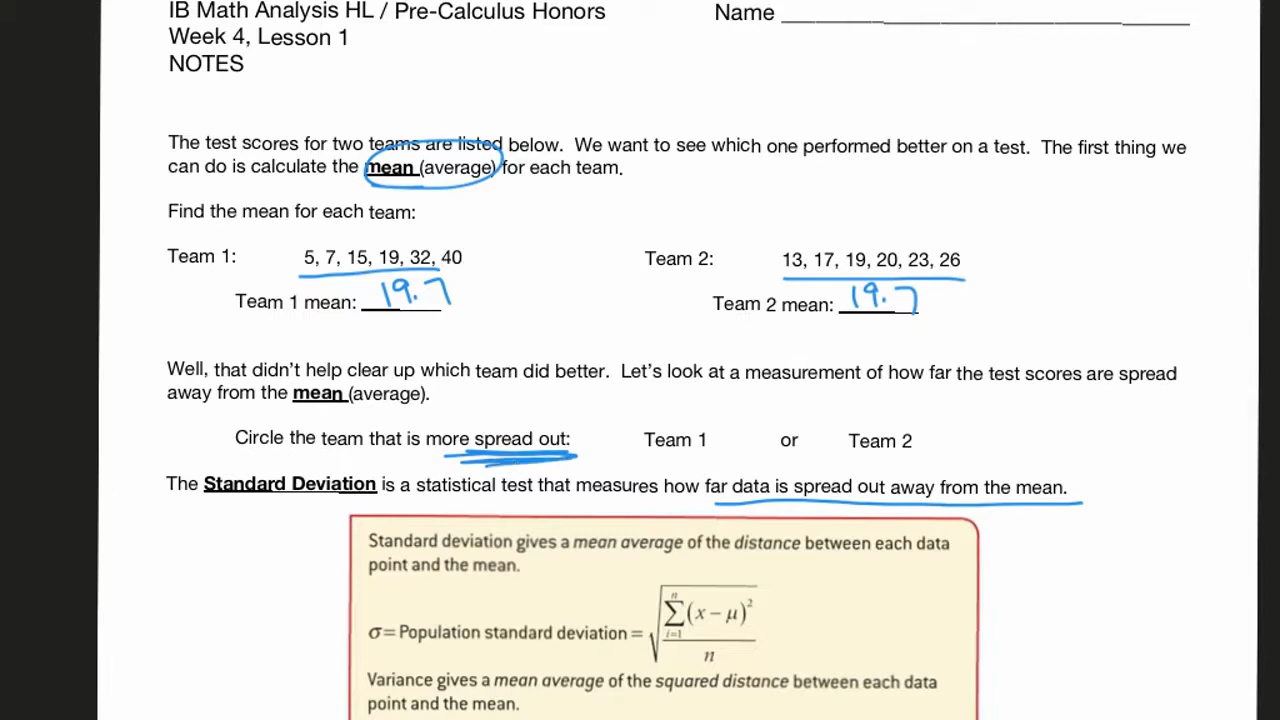 IB Math Analysis HL / Pre-Calculus Honors Name ____________________
Week 4, Lesson 1
NOTES
The test scores for two teams are listed below. We want to see which one performed better on a test. The first thing we
can do is calculate the mean (average) for each team.
Find the mean for each team:
Team 1: 5, 7, 15, 19, 32, 40 Team 2: 13, 17, 19, 20, 23, 26
Team 1 mean: 19.7 Team 2 mean: 19.7
Well, that didn't help clear up which team did better. Let's look at a measurement of how far the test scores are spread
away from the mean (average).
Circle the team that is more spread out: Team 1 or Team 2
The Standard Deviation is a statistical test that measures how far data is spread out away from the mean.
Standard deviation gives a mean average of the distance between each data
point and the mean.
σ= Population standard deviation = √(∑ⁿᵢ₌₁(x − μ)² / n)
Variance gives a mean average of the squared distance between each data
point and the mean.